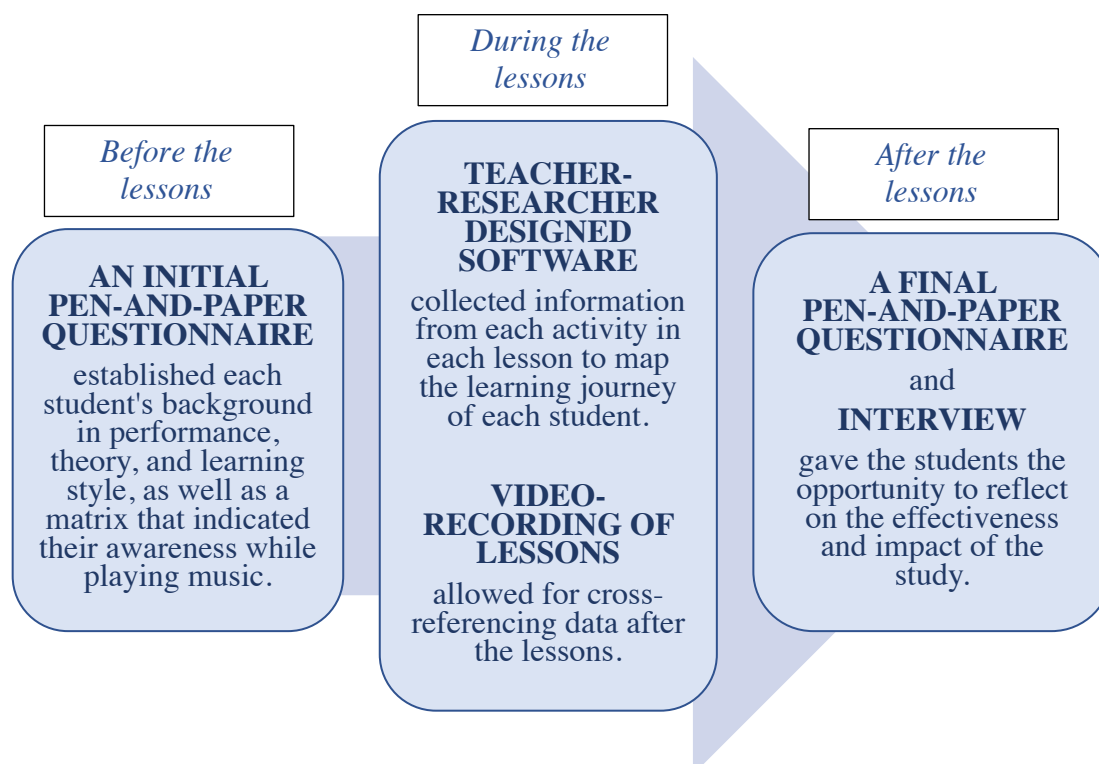 Before the
lessons
AN INITIAL
PEN-AND-PAPER
QUESTIONNAIRE
established each
student's background
in performance,
theory, and learning
style, as well as a
matrix that indicated
their awareness while
playing music.
During the
lessons
TEACHER-
RESEARCHER
DESIGNED
SOFTWARE
collected information
from each activity in
each lesson to map
the learning journey
of each student.
VIDEO-
RECORDING OF
LESSONS
allowed for cross-
referencing data after
the lessons.
After the
lessons
A FINAL
PEN-AND-PAPER
QUESTIONNAIRE
and
INTERVIEW
gave the students the
opportunity to reflect
on the effectiveness
and impact of the
study.